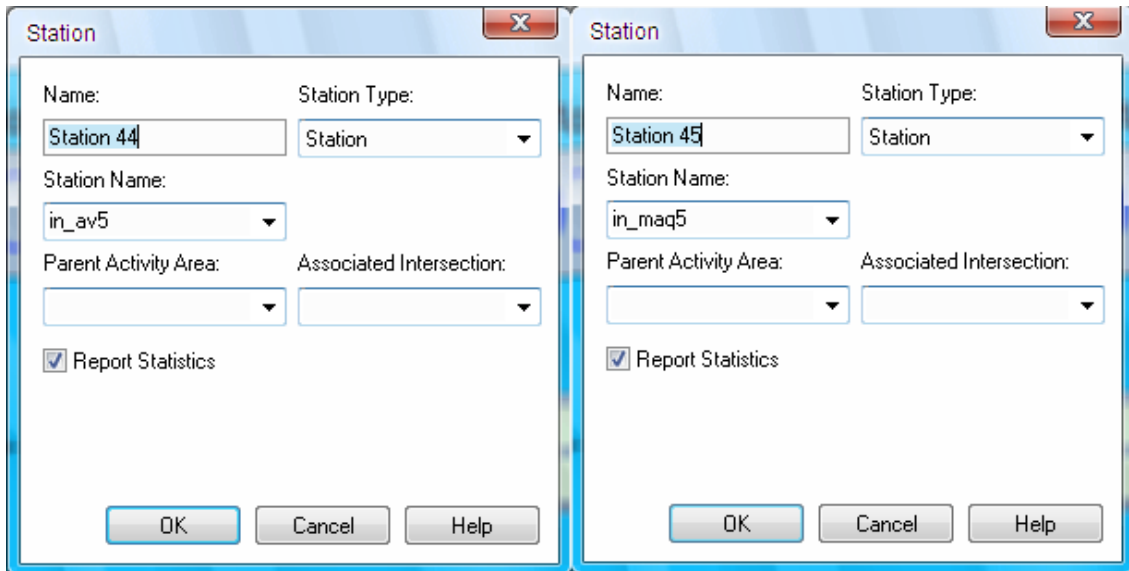 Station
Name: Station Type:
Station 44 Station
Station Name:
in_av5
Parent Activity Area: Associated Intersection:
Report Statistics
OK Cancel Help
Station
Name: Station Type:
Station 45 Station
Station Name:
in_maq5
Parent Activity Area: Associated Intersection:
Report Statistics
OK Cancel Help